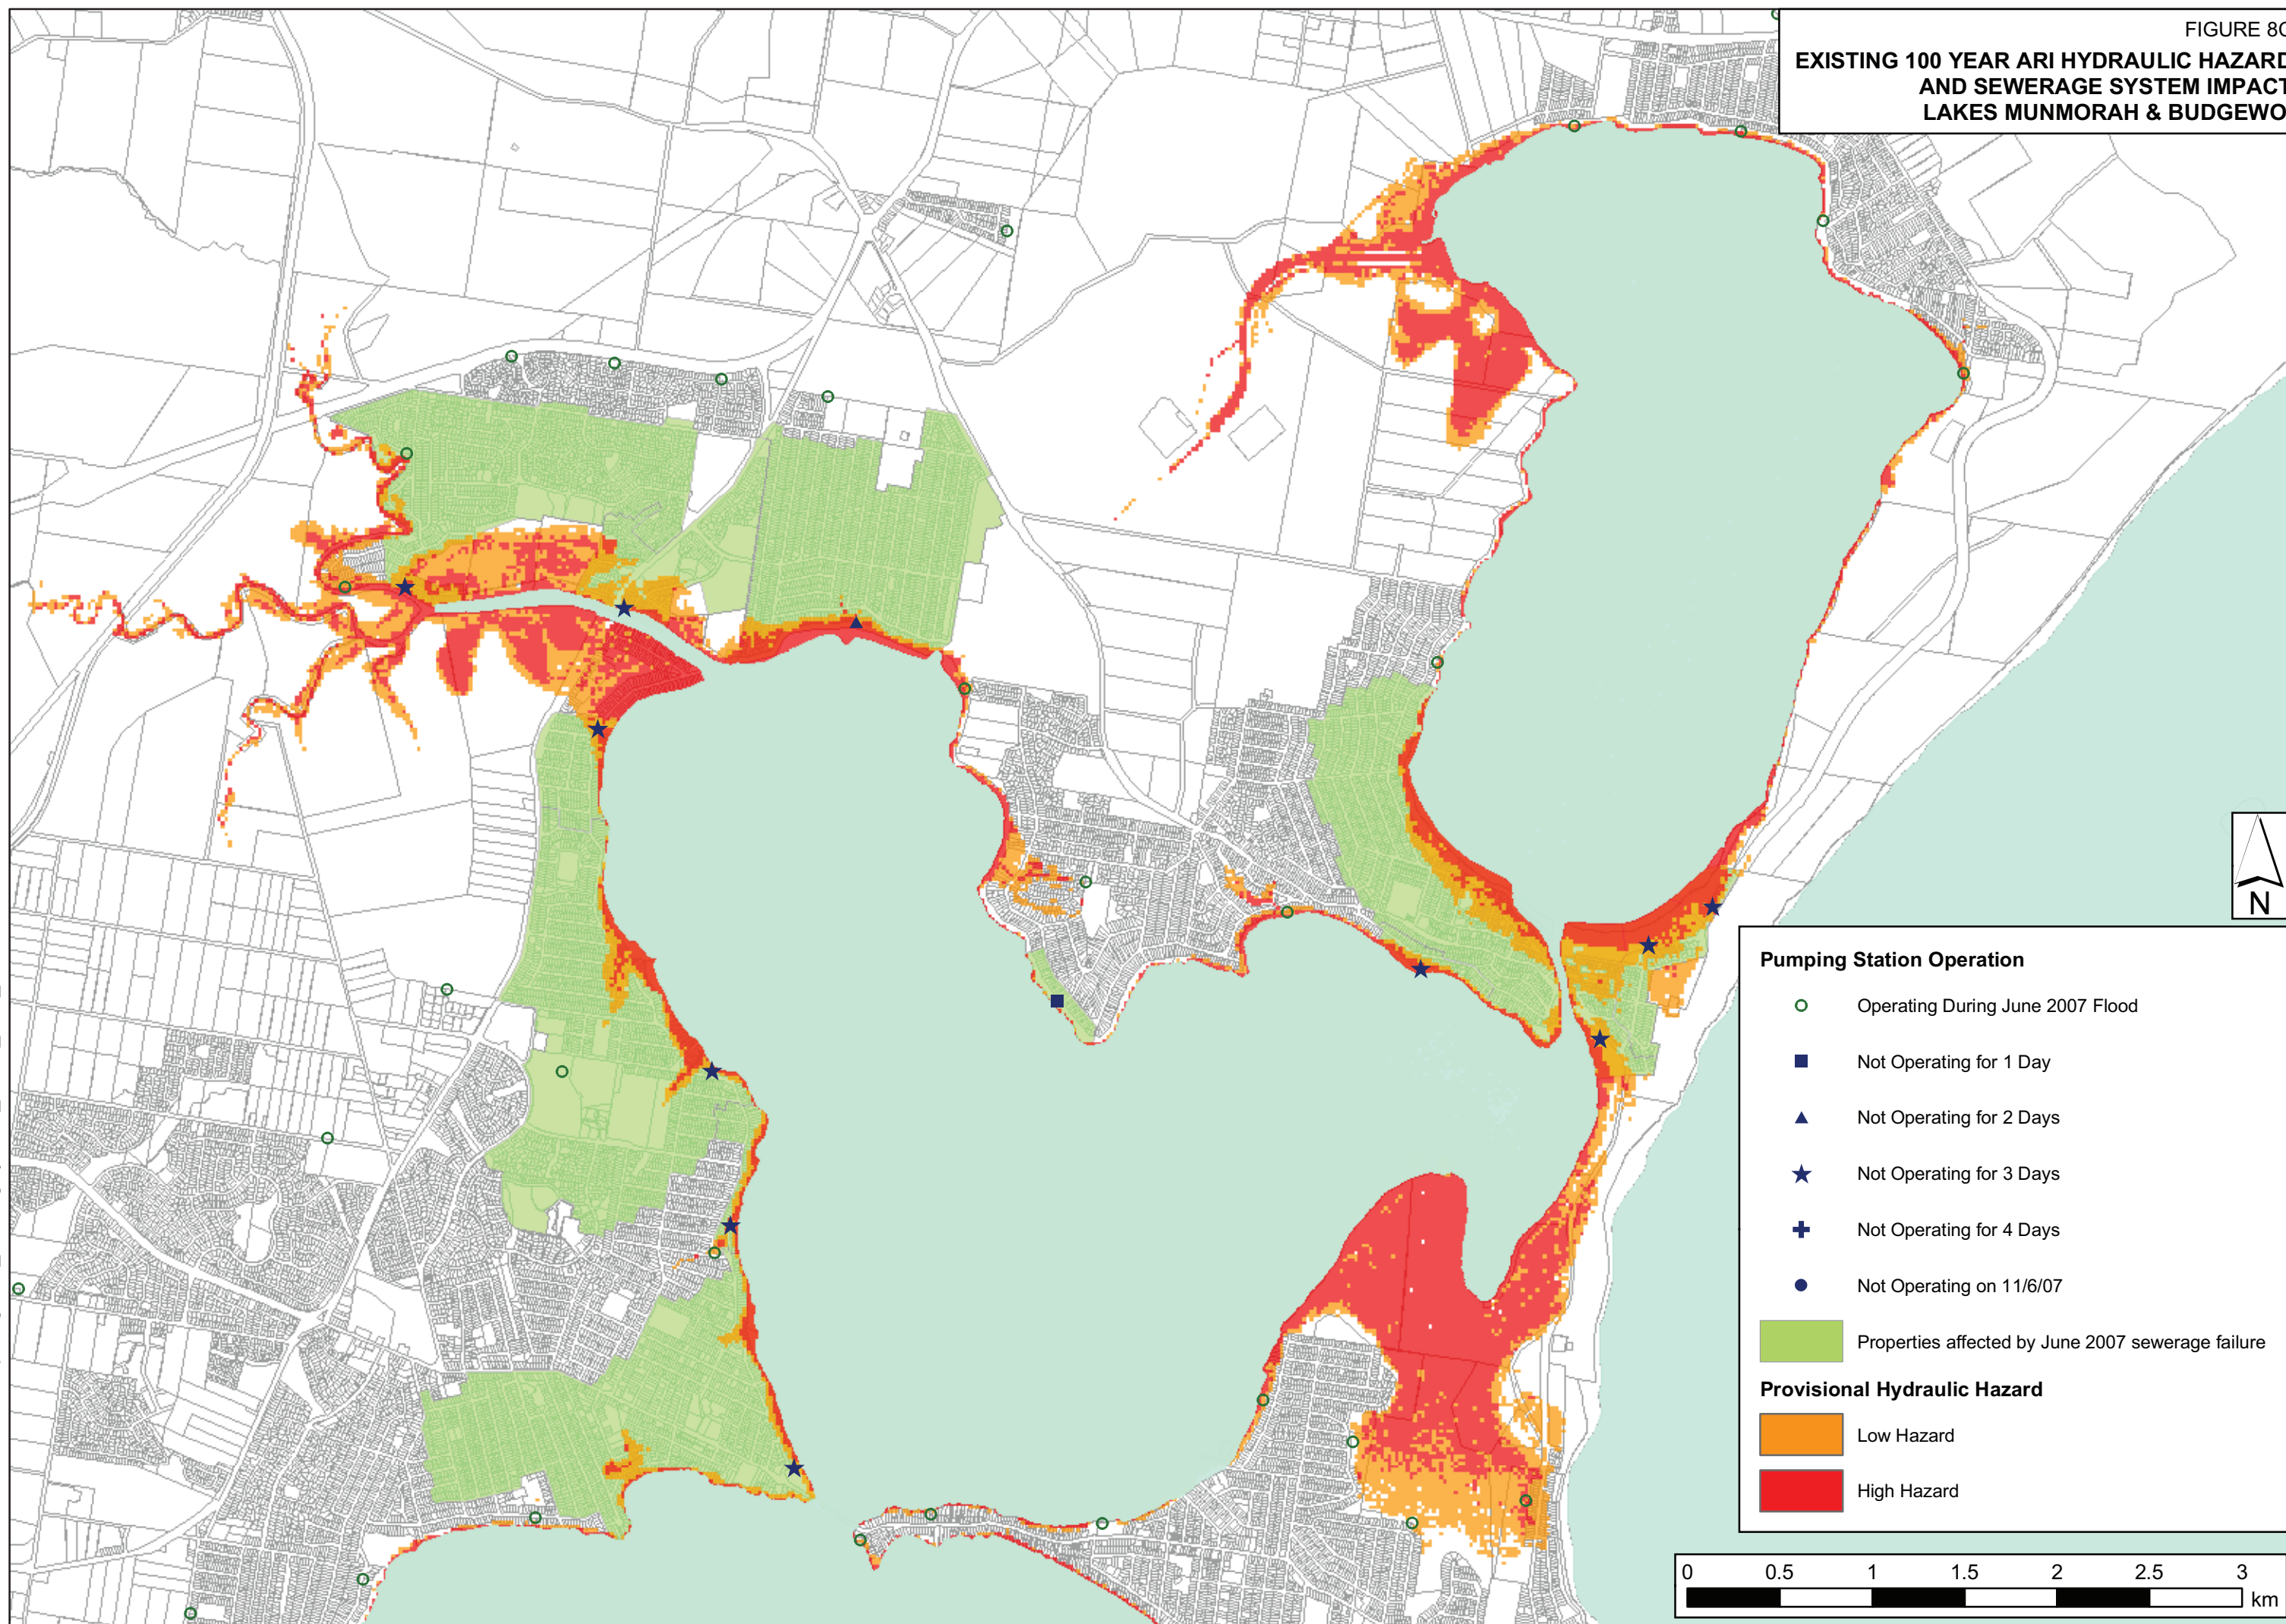 FIGURE 8C
EXISTING 100 YEAR ARI HYDRAULIC HAZARD
AND SEWERAGE SYSTEM IMPACT
LAKES MUNMORAH & BUDGEWO
N
Pumping Station Operation
Operating During June 2007 Flood
Not Operating for 1 Day
Not Operating for 2 Days
Not Operating for 3 Days
Not Operating for 4 Days
Not Operating on 11/6/07
Properties affected by June 2007 sewerage failure
Provisional Hydraulic Hazard
Low Hazard
High Hazard
0 0.5 1 1.5 2 2.5 3
km